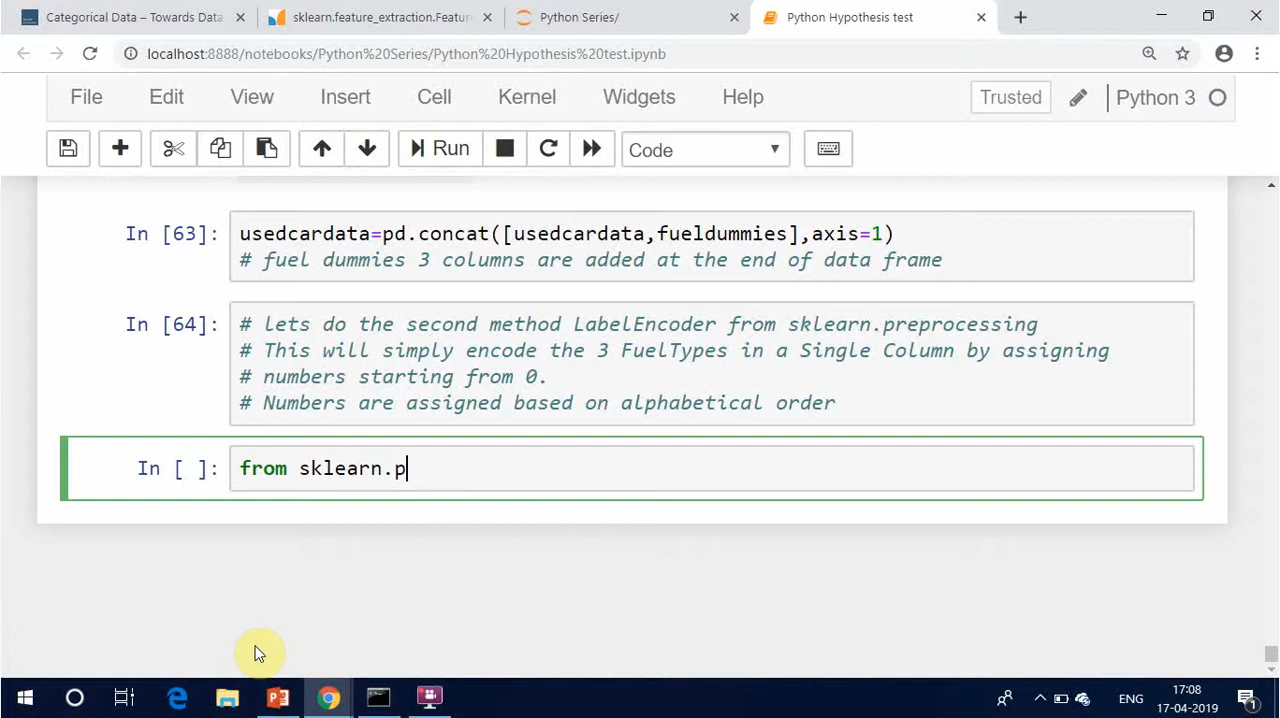 Categorical Data – Towards Data
sklearn.feature_extraction.Featur
Python Series/
Python Hypothesis test
localhost:8888/notebooks/Python%20Series/Python%20Hypothesis%20test.ipynb
File Edit View Insert Cell Kernel Widgets Help Trusted Python 3
Run Code
In [63]: usedcardata=pd.concat([usedcardata,fueldummies],axis=1)
# fuel dummies 3 columns are added at the end of data frame
In [64]: # lets do the second method LabelEncoder from sklearn.preprocessing
# This will simply encode the 3 FuelTypes in a Single Column by assigning
# numbers starting from 0.
# Numbers are assigned based on alphabetical order
In [ ]: from sklearn.p
ENG
17:08
17-04-2019
1